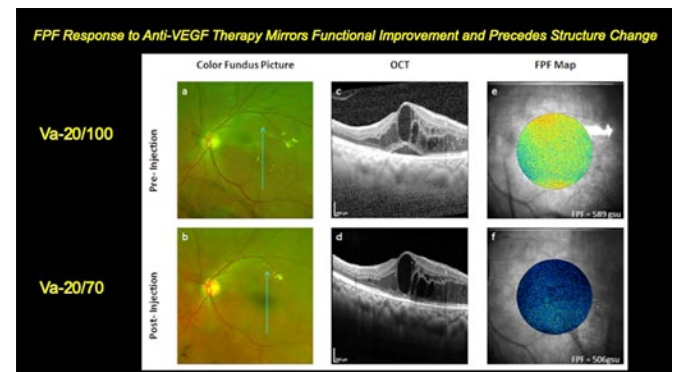 FPF Response to Anti-VEGF Therapy Mirrors Functional Improvement and Precedes Structure Change
Color Fundus Picture
OCT
FPF Map
Va-20/100
Pre- Injection
a
c
e
FPF = 589 gsu
Va-20/70
Post- Injection
b
d
f
FPF = 506gsu